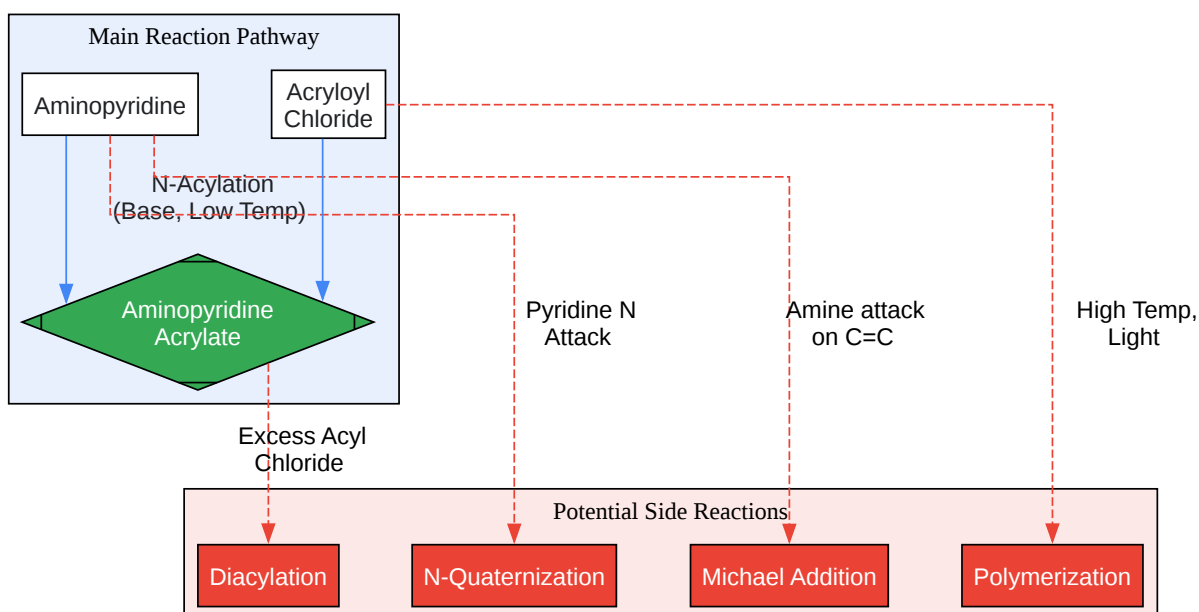 Main Reaction Pathway
Aminopyridine
Acryloyl
Chloride
N-Acylation
(Base, Low Temp)
Aminopyridine
Acrylate
Pyridine N
Attack
Amine attack
on C=C
High Temp,
Light
Excess Acyl
Chloride
Potential Side Reactions
Diacylation
N-Quaternization
Michael Addition
Polymerization